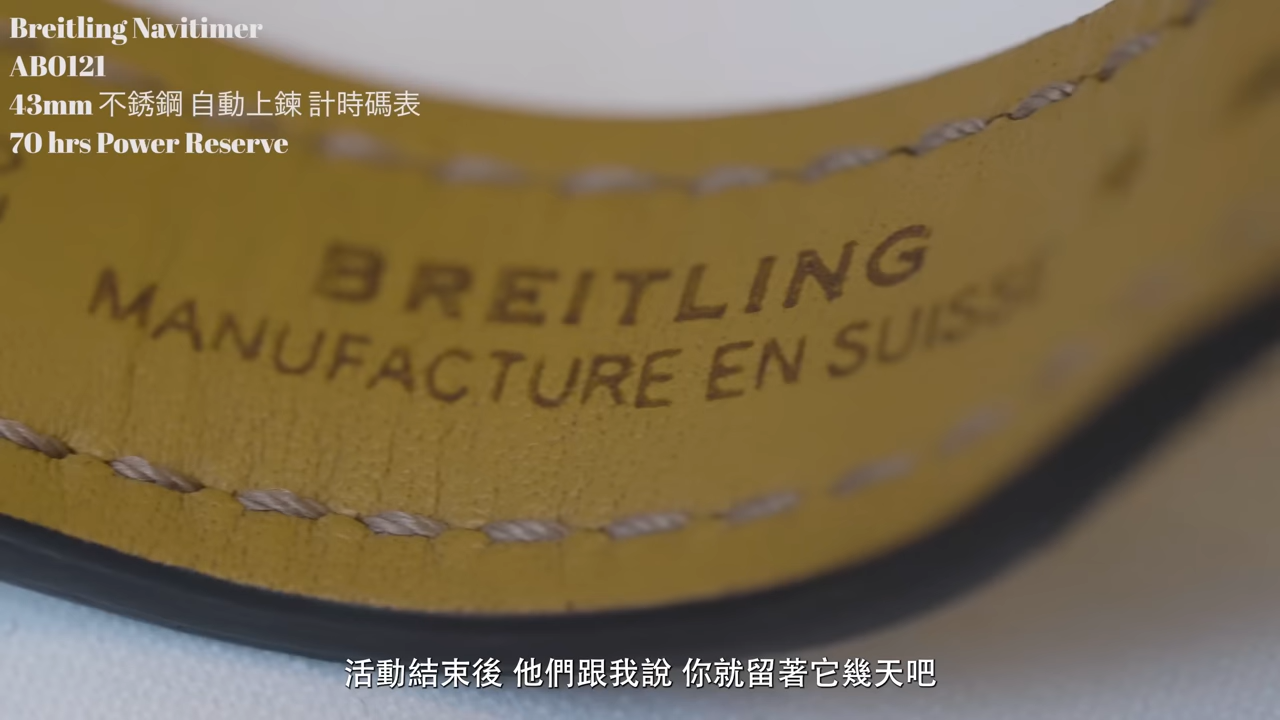 Breitling Navitimer
AB0121
43mm 不銹鋼 自動上鍊 計時碼表
70 hrs Power Reserve
BREITLING
MANUFACTURE EN SUISSE
活動結束後 他們跟我說 你就留著它幾天吧